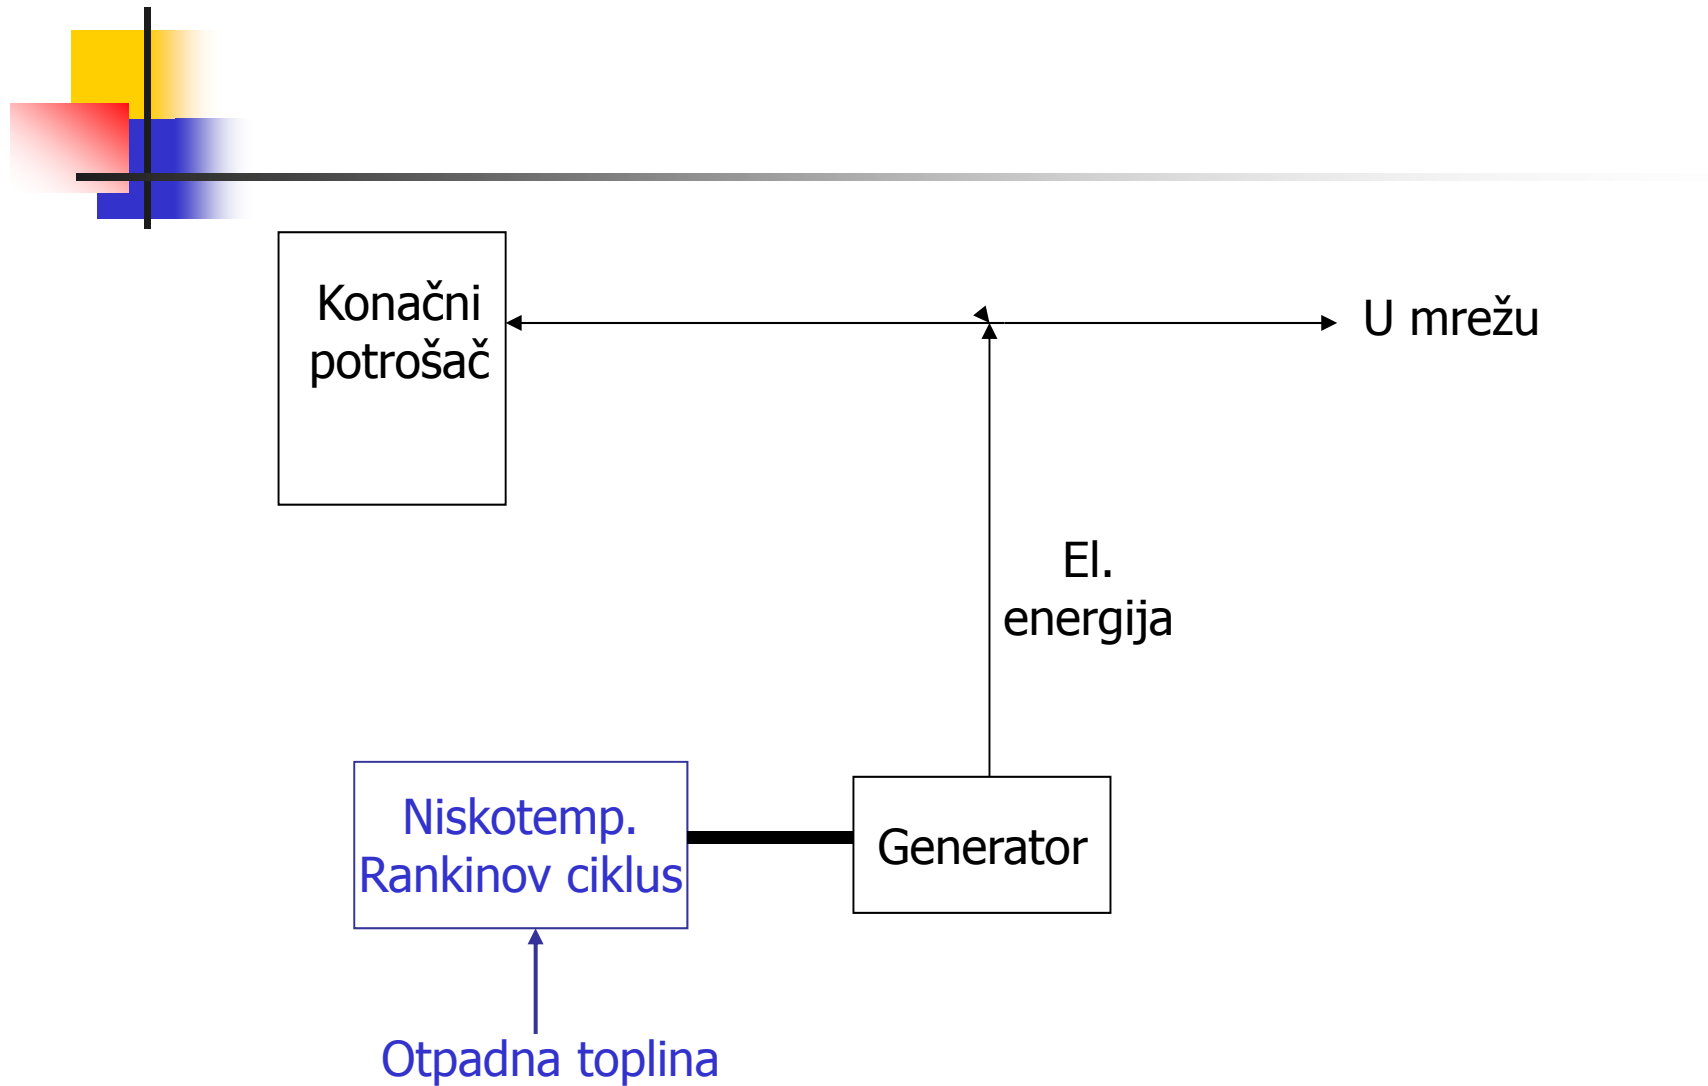 Konačni
potrošač
U mrežu
El.
energija
Niskotemp.
Rankinov ciklus
Generator
Otpadna toplina